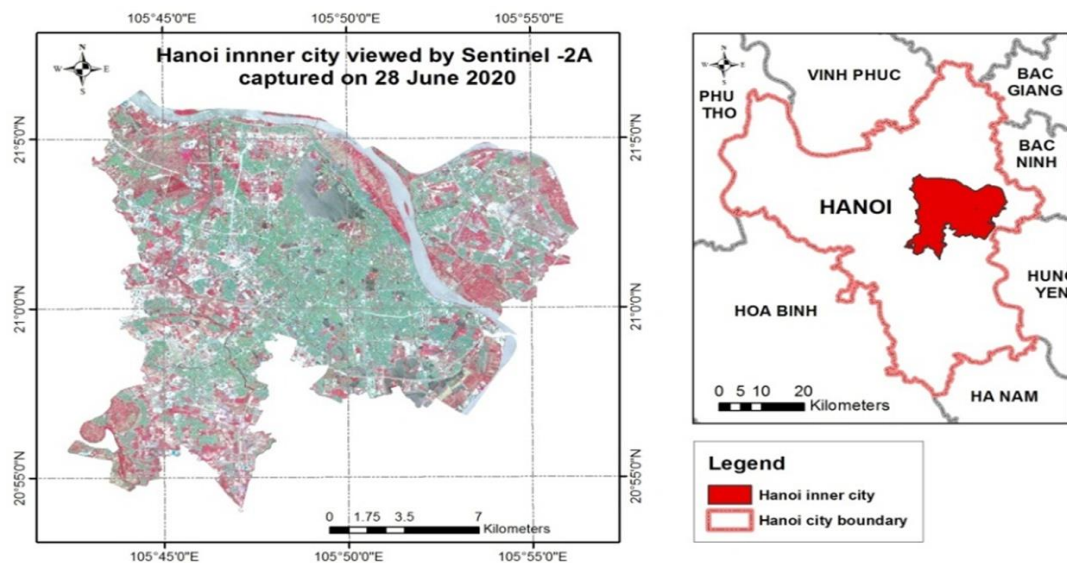 105°45'0"E 105°50'0"E 105°55'0"E
Hanoi innner city viewed by Sentinel -2A
captured on 28 June 2020
N
W E
S
21°5'0"N
21°5'0"N
21°0'0"N
21°0'0"N
20°55'0"N
20°55'0"N
0 1.75 3.5 7
Kilometers
105°45'0"E 105°50'0"E 105°55'0"E
N
W E
S
VINH PHUC
BAC
GIANG
PHU
THO
BAC
NINH
HANOI
HUNG
YEN
HOA BINH
HA NAM
0 5 10 20
Kilometers
Legend
Hanoi inner city
Hanoi city boundary